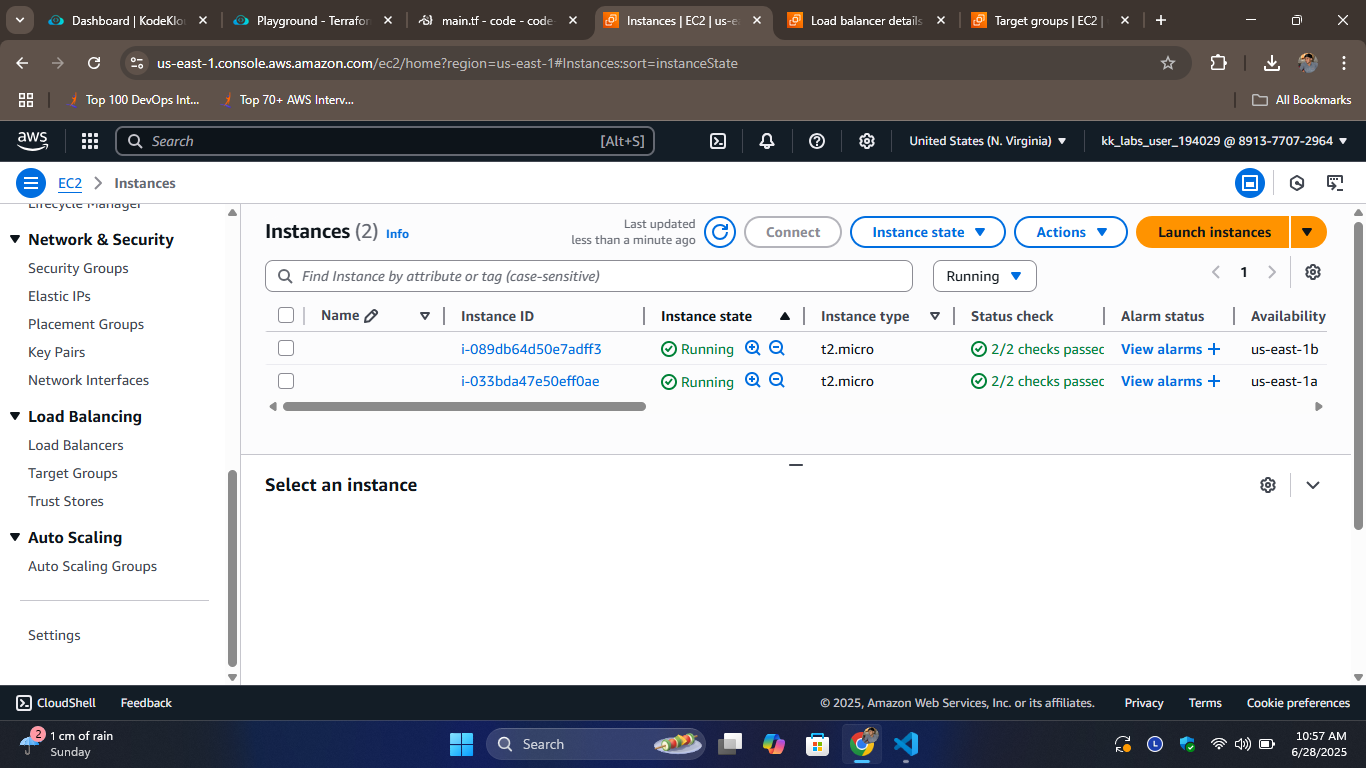 Dashboard | KodeKlo
Playground - Terrafor
main.tf - code - code-
Instances | EC2 | us-e
Load balancer details
Target groups | EC2 |
us-east-1.console.aws.amazon.com/ec2/home?region=us-east-1#Instances:sort=instanceState
Top 100 DevOps Int...
Top 70+ AWS Interv...
All Bookmarks
aws
Search
[Alt+S]
United States (N. Virginia)
kk_labs_user_194029 @ 8913-7707-2964
EC2
Instances
Lifecycle Manager
Network & Security
Security Groups
Elastic IPs
Placement Groups
Key Pairs
Network Interfaces
Load Balancing
Load Balancers
Target Groups
Trust Stores
Auto Scaling
Auto Scaling Groups
Settings
Instances (2) Info
Last updated
less than a minute ago
Connect
Instance state
Actions
Launch instances
Find Instance by attribute or tag (case-sensitive)
Running
1
Name Instance ID Instance state Instance type Status check Alarm status Availability
i-089db64d50e7adff3 Running t2.micro 2/2 checks passed View alarms + us-east-1b
i-033bda47e50eff0ae Running t2.micro 2/2 checks passed View alarms + us-east-1a
Select an instance
CloudShell
Feedback
© 2025, Amazon Web Services, Inc. or its affiliates.
Privacy
Terms
Cookie preferences
2
1 cm of rain
Sunday
Search
L
10:57 AM
6/28/2025